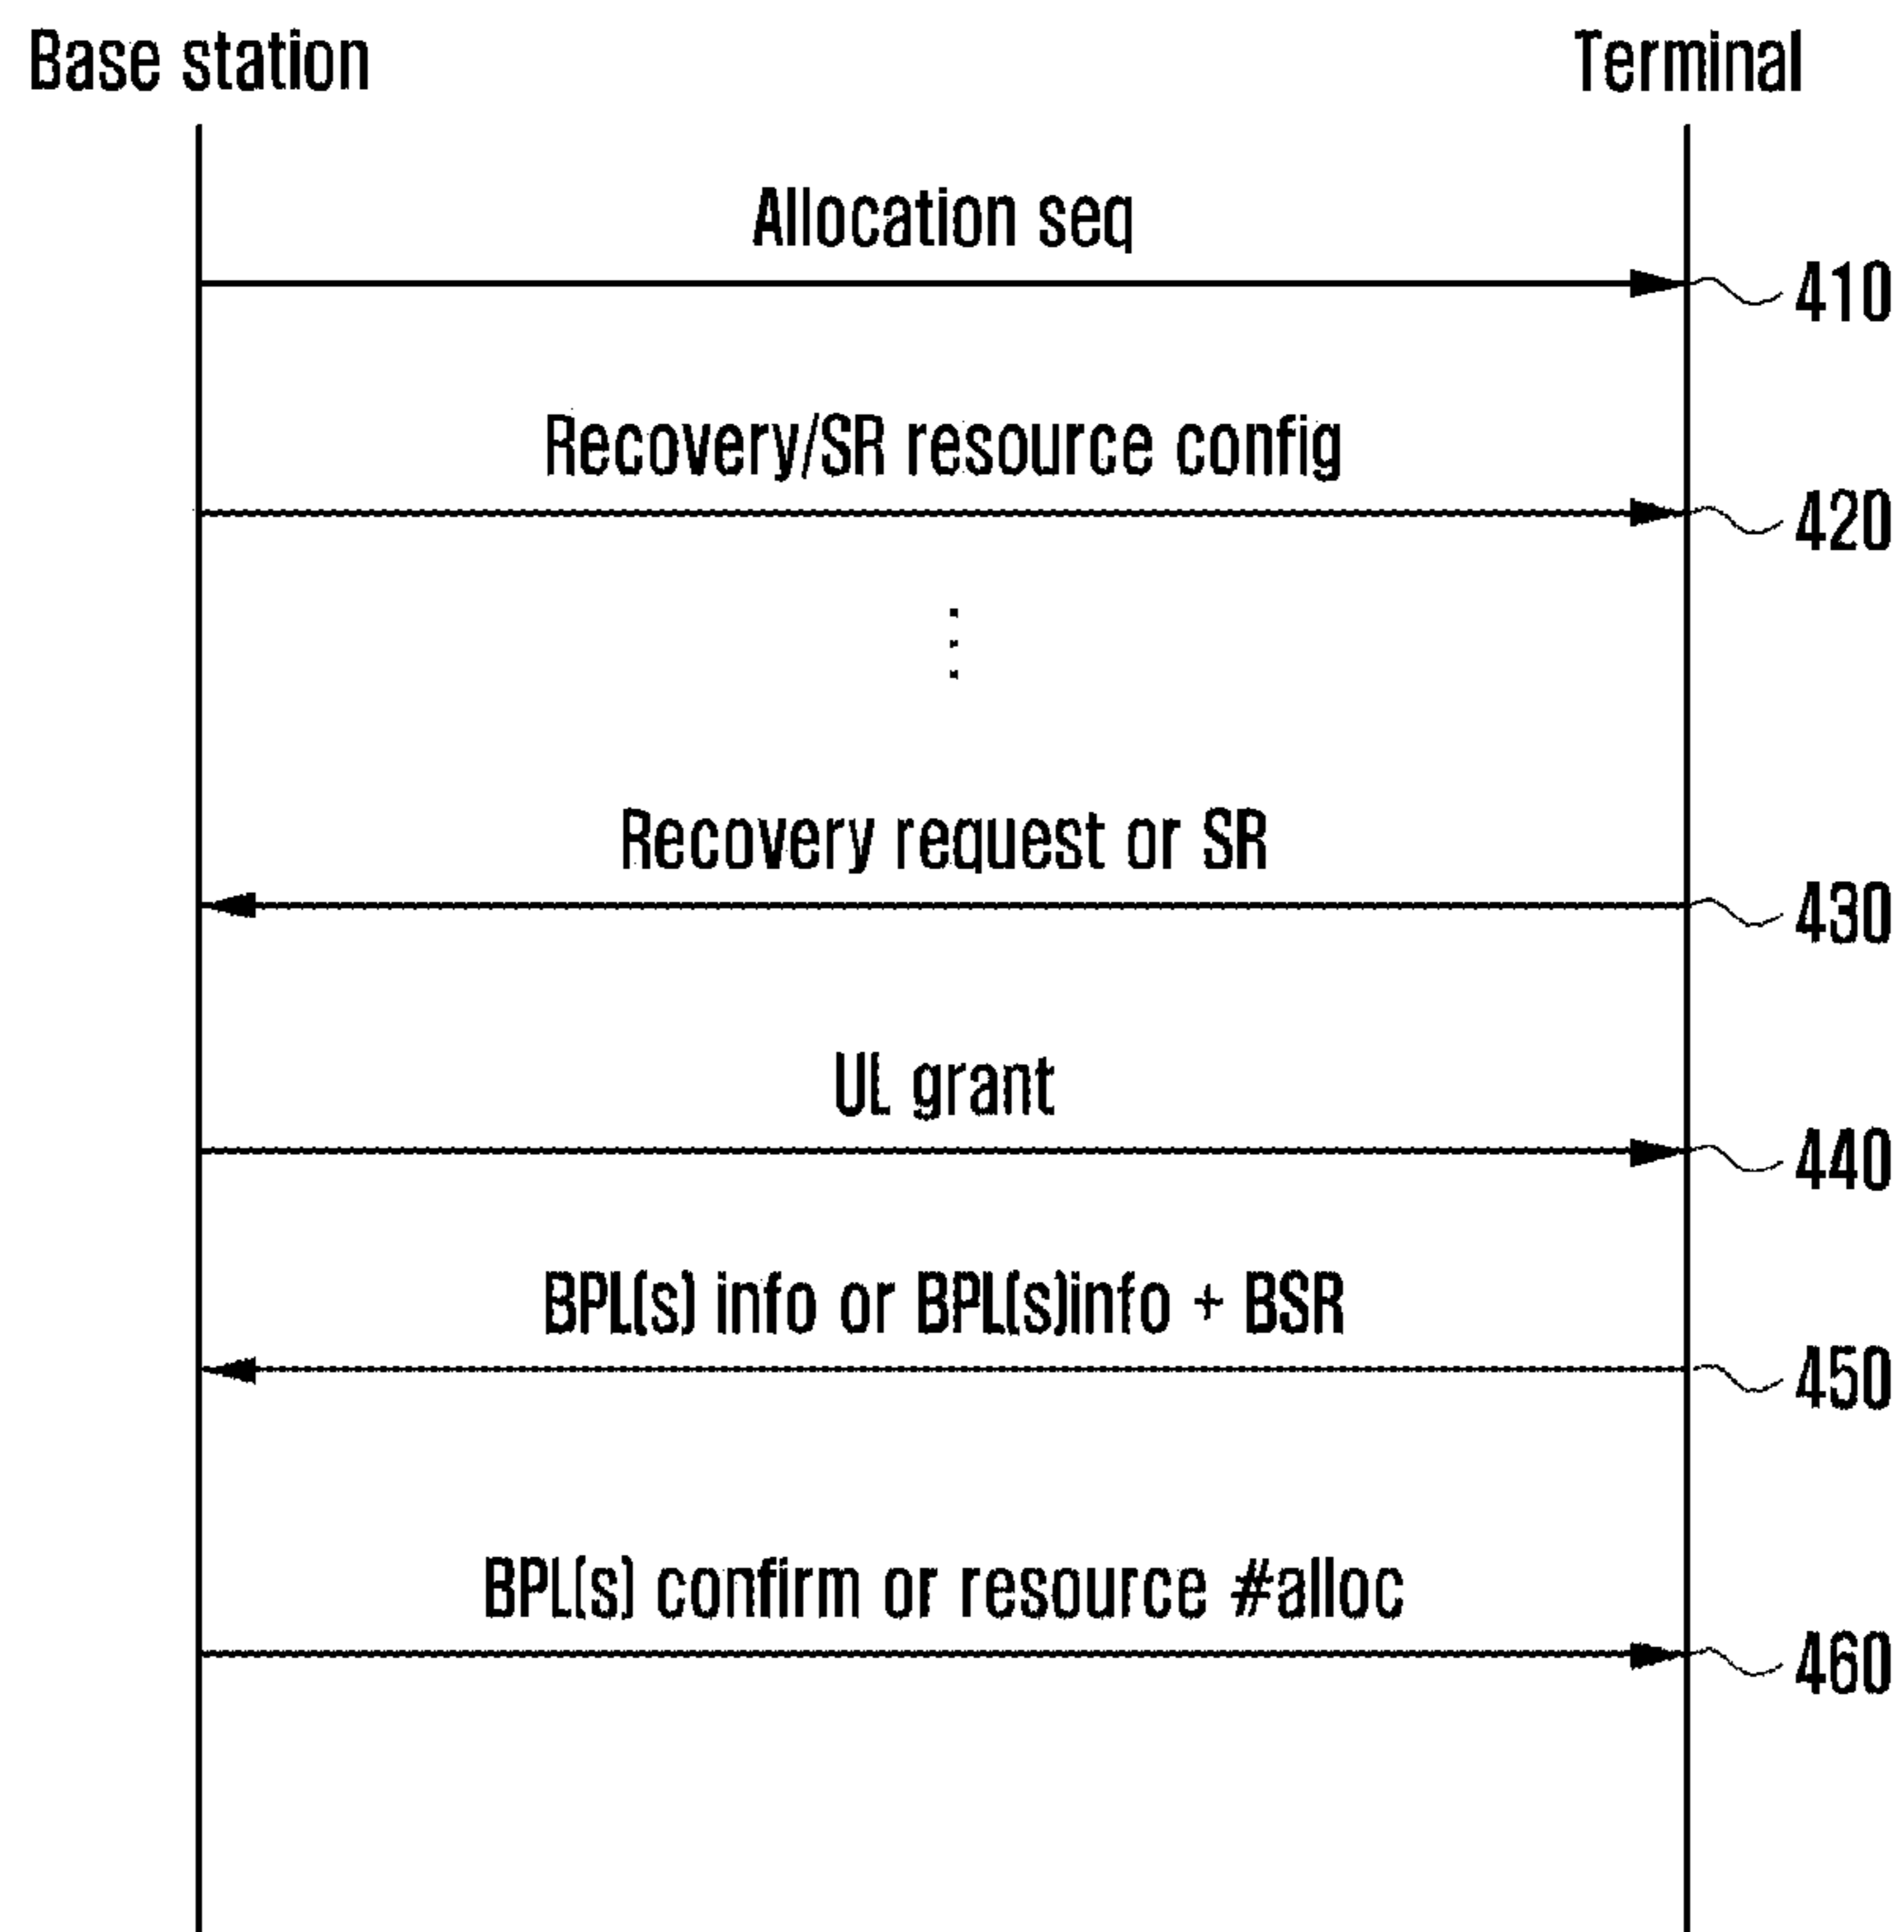 Base station
Terminal
Allocation seq
410
Recovery/SR resource config
420
Recovery request or SR
430
UL grant
440
BPL(s) info or BPL(s)info + BSR
450
BPL(s) confirm or resource #alloc
460